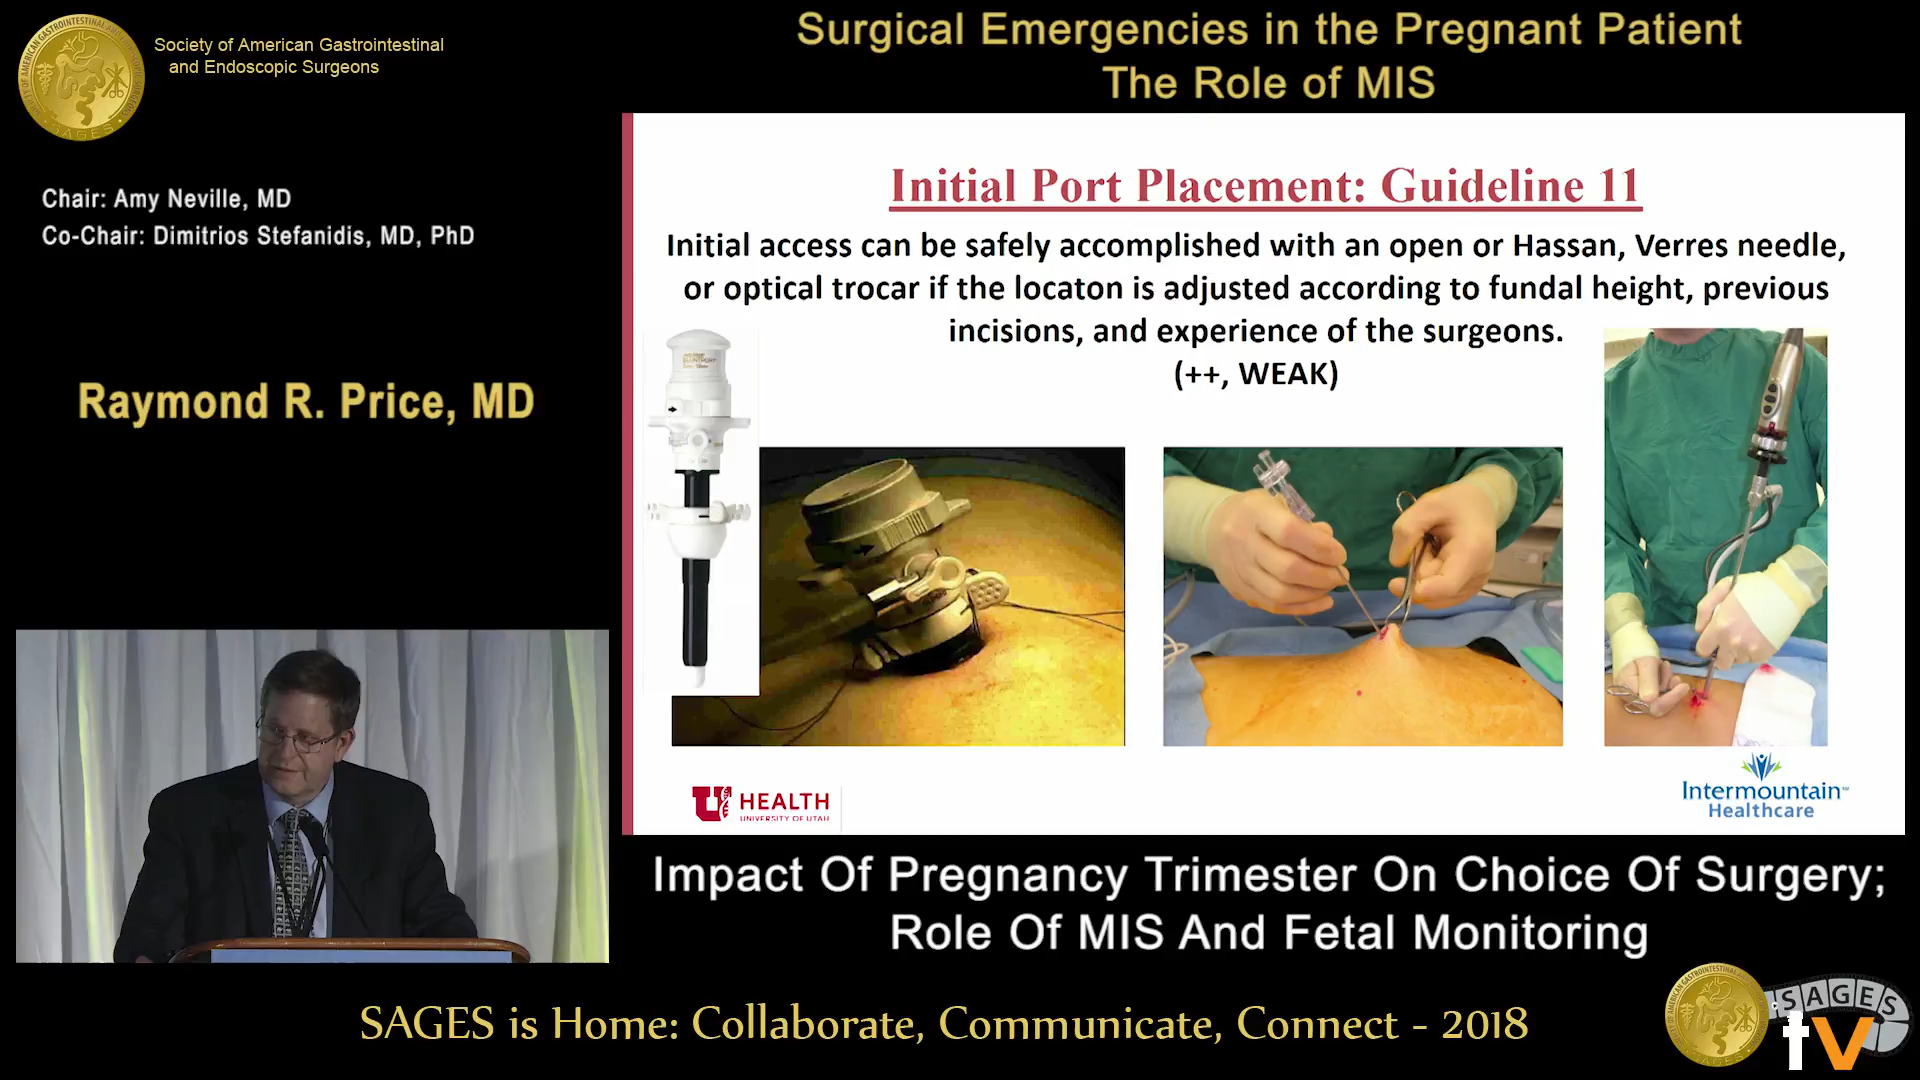 Society of American Gastrointestinal
and Endoscopic Surgeons
Surgical Emergencies in the Pregnant Patient
The Role of MIS
Chair: Amy Neville, MD
Co-Chair: Dimitrios Stefanidis, MD, PhD
Raymond R. Price, MD
Initial Port Placement: Guideline 11
Initial access can be safely accomplished with an open or Hassan, Verres needle,
or optical trocar if the locaton is adjusted according to fundal height, previous
incisions, and experience of the surgeons.
(++, WEAK)
U HEALTH
UNIVERSITY OF UTAH
Intermountain™
Healthcare
Impact Of Pregnancy Trimester On Choice Of Surgery;
Role Of MIS And Fetal Monitoring
SAGES is Home: Collaborate, Communicate, Connect - 2018
SAGES
tv